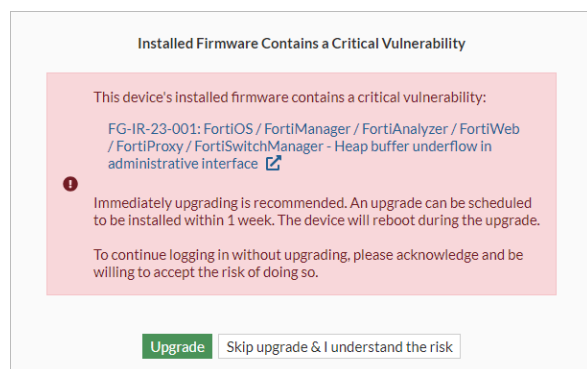 Installed Firmware Contains a Critical Vulnerability
This device's installed firmware contains a critical vulnerability:
FG-IR-23-001: FortiOS / FortiManager / FortiAnalyzer / FortiWeb
/ FortiProxy / FortiSwitchManager - Heap buffer underflow in
administrative interface
Immediately upgrading is recommended. An upgrade can be scheduled
to be installed within 1 week. The device will reboot during the upgrade.
To continue logging in without upgrading, please acknowledge and be
willing to accept the risk of doing so.
Upgrade
Skip upgrade & I understand the risk